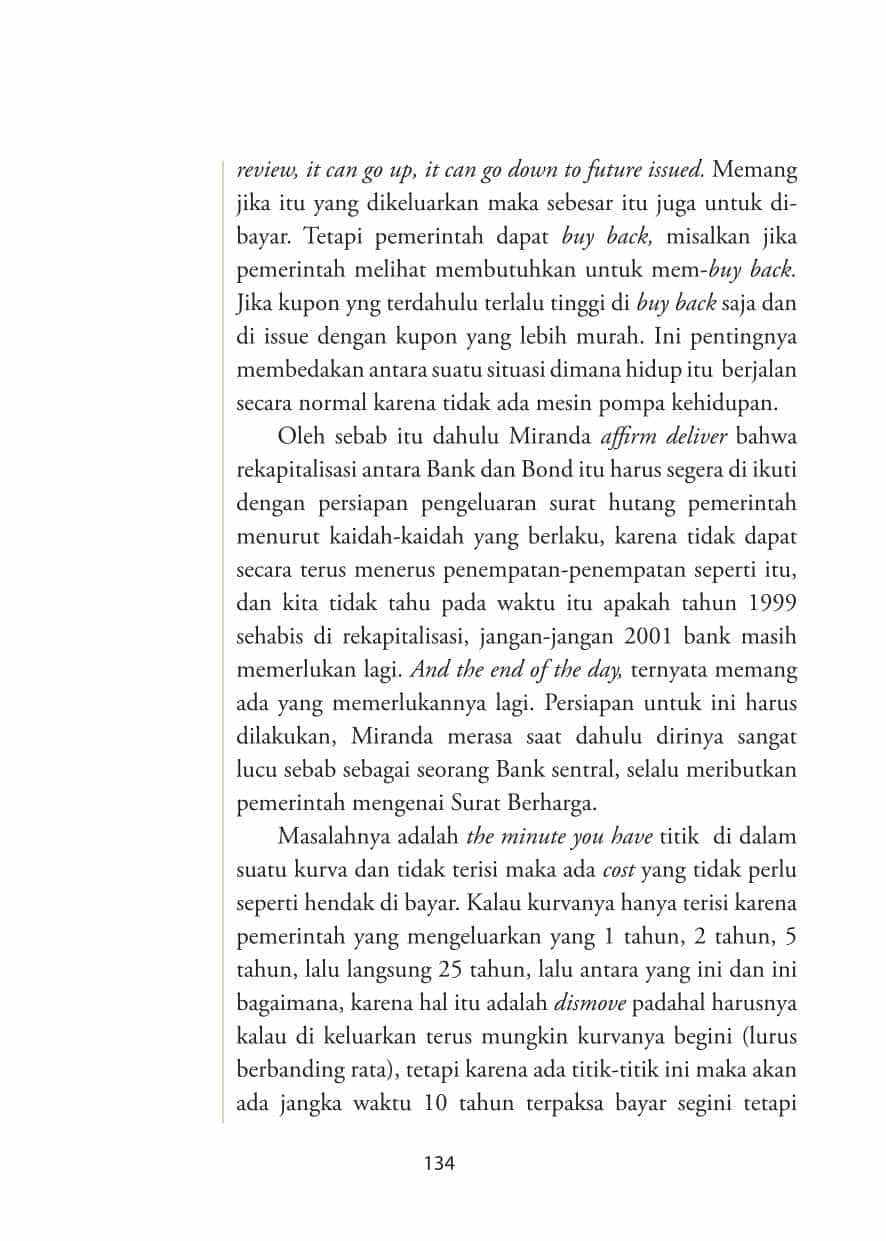 review, it can go up, it can go down to future issued. Memang
jika itu yang dikeluarkan maka sebesar itu juga untuk di-
bayar. Tetapi pemerintah dapat buy back, misalkan jika
pemerintah melihat membutuhkan untuk mem-buy back.
Jika kupon yng terdahulu terlalu tinggi di buy back saja dan
di issue dengan kupon yang lebih murah. Ini pentingnya
membedakan antara suatu situasi dimana hidup itu berjalan
secara normal karena tidak ada mesin pompa kehidupan.
Oleh sebab itu dahulu Miranda affirm deliver bahwa
rekapitalisasi antara Bank dan Bond itu harus segera di ikuti
dengan persiapan pengeluaran surat hutang pemerintah
menurut kaidah-kaidah yang berlaku, karena tidak dapat
secara terus menerus penempatan-penempatan seperti itu,
dan kita tidak tahu pada waktu itu apakah tahun 1999
sehabis di rekapitalisasi, jangan-jangan 2001 bank masih
memerlukan lagi. And the end of the day, ternyata memang
ada yang memerlukannya lagi. Persiapan untuk ini harus
dilakukan, Miranda merasa saat dahulu dirinya sangat
lucu sebab sebagai seorang Bank sentral, selalu meributkan
pemerintah mengenai Surat Berharga.
Masalahnya adalah the minute you have titik di dalam
suatu kurva dan tidak terisi maka ada cost yang tidak perlu
seperti hendak di bayar. Kalau kurvanya hanya terisi karena
pemerintah yang mengeluarkan yang 1 tahun, 2 tahun, 5
tahun, lalu langsung 25 tahun, lalu antara yang ini dan ini
bagaimana, karena hal itu adalah dismove padahal harusnya
kalau di keluarkan terus mungkin kurvanya begini (lurus
berbanding rata), tetapi karena ada titik-titik ini maka akan
ada jangka waktu 10 tahun terpaksa bayar segini tetapi
134